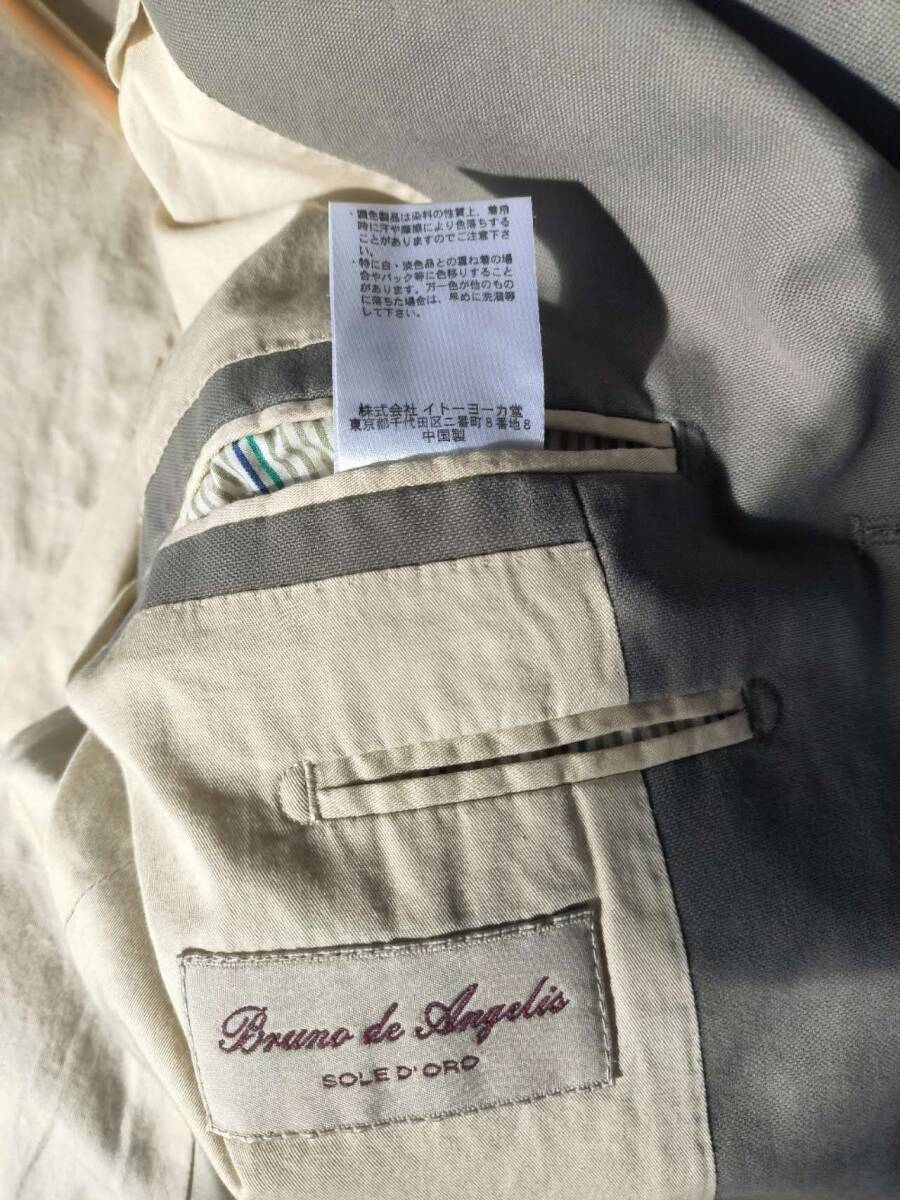 ・濃色製品は染料の性質上、着用
時に汗や摩擦により色落ちする
ことがありますのでご注意下さ
い。
・特に白・淡色品との重ね着の場
合やバック等に色移りすること
があります。万一色が他のもの
に落ちた場合は、早めに洗濯等
して下さい。
株式会社 イトーヨーカ堂
東京都千代田区二番町8番地8
中国製
Bruno de Angelis
SOLE D'ORO